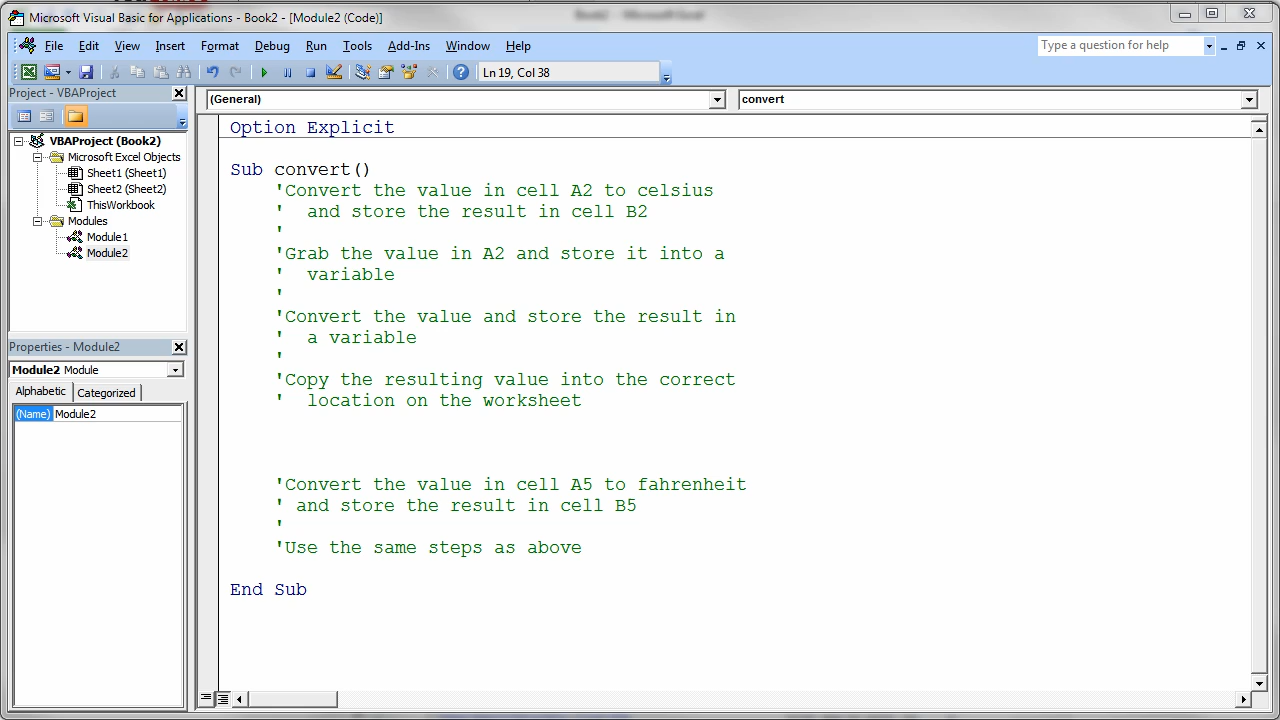 Microsoft Visual Basic for Applications - Book2 - [Module2 (Code)]
File Edit View Insert Format Debug Run Tools Add-Ins Window Help
Type a question for help
Ln 19, Col 38
Project - VBAProject
(General)
convert
VBAProject (Book2)
Microsoft Excel Objects
Sheet1 (Sheet1)
Sheet2 (Sheet2)
ThisWorkbook
Modules
Module1
Module2
Properties - Module2
Module2 Module
Alphabetic Categorized
(Name) Module2
Option Explicit
Sub convert()
'Convert the value in cell A2 to celsius
'  and store the result in cell B2
'
'Grab the value in A2 and store it into a
'  variable
'
'Convert the value and store the result in
'  a variable
'
'Copy the resulting value into the correct
'  location on the worksheet
'Convert the value in cell A5 to fahrenheit
' and store the result in cell B5
'
'Use the same steps as above
End Sub